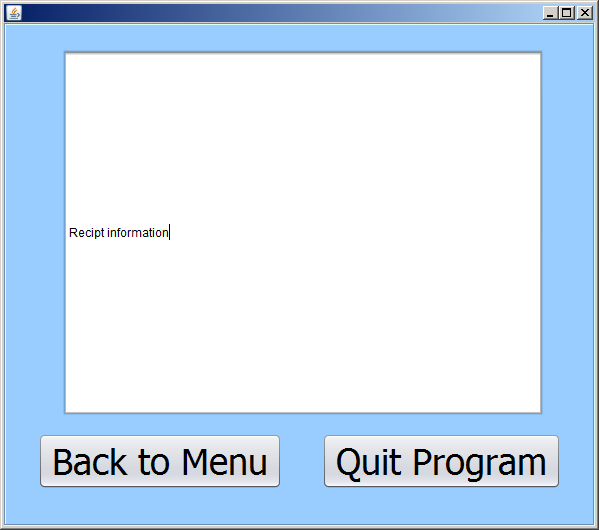 Recipt information
Back to Menu
Quit Program